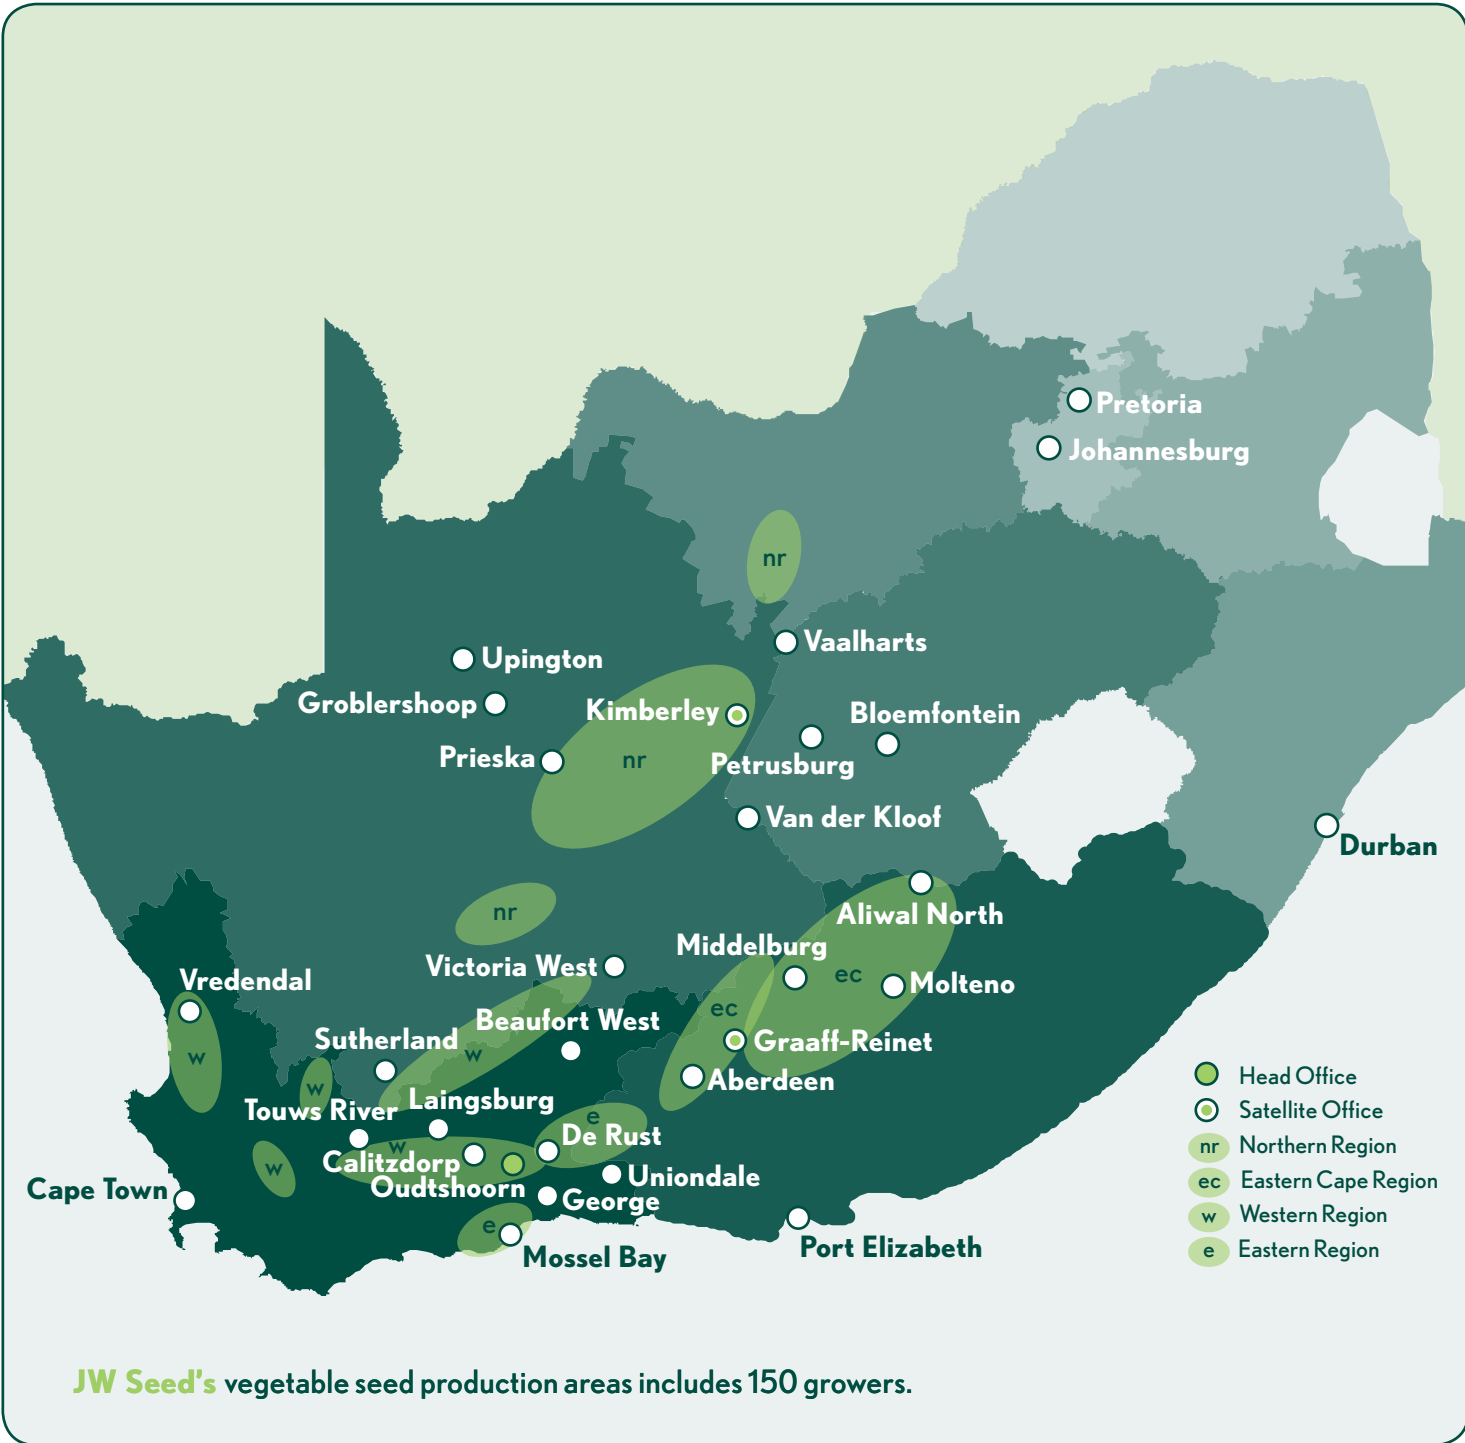 Pretoria
Johannesburg
nr
Vaalharts
Upington
Groblershoop
Kimberley
Bloemfontein
Prieska
nr
Petrusburg
Van der Kloof
Durban
nr
Aliwal North
Middelburg
Victoria West
ec
Molteno
Vredendal
ec
Beaufort West
Sutherland
Graaff-Reinet
w
w
Aberdeen
w
Laingsburg
Touws River
e
De Rust
w
Calitzdorp
w
Uniondale
Oudtshoorn
Cape Town
George
e
Mossel Bay
Port Elizabeth
Head Office
Satellite Office
nr Northern Region
ec Eastern Cape Region
w Western Region
e Eastern Region
JW Seed's vegetable seed production areas includes 150 growers.